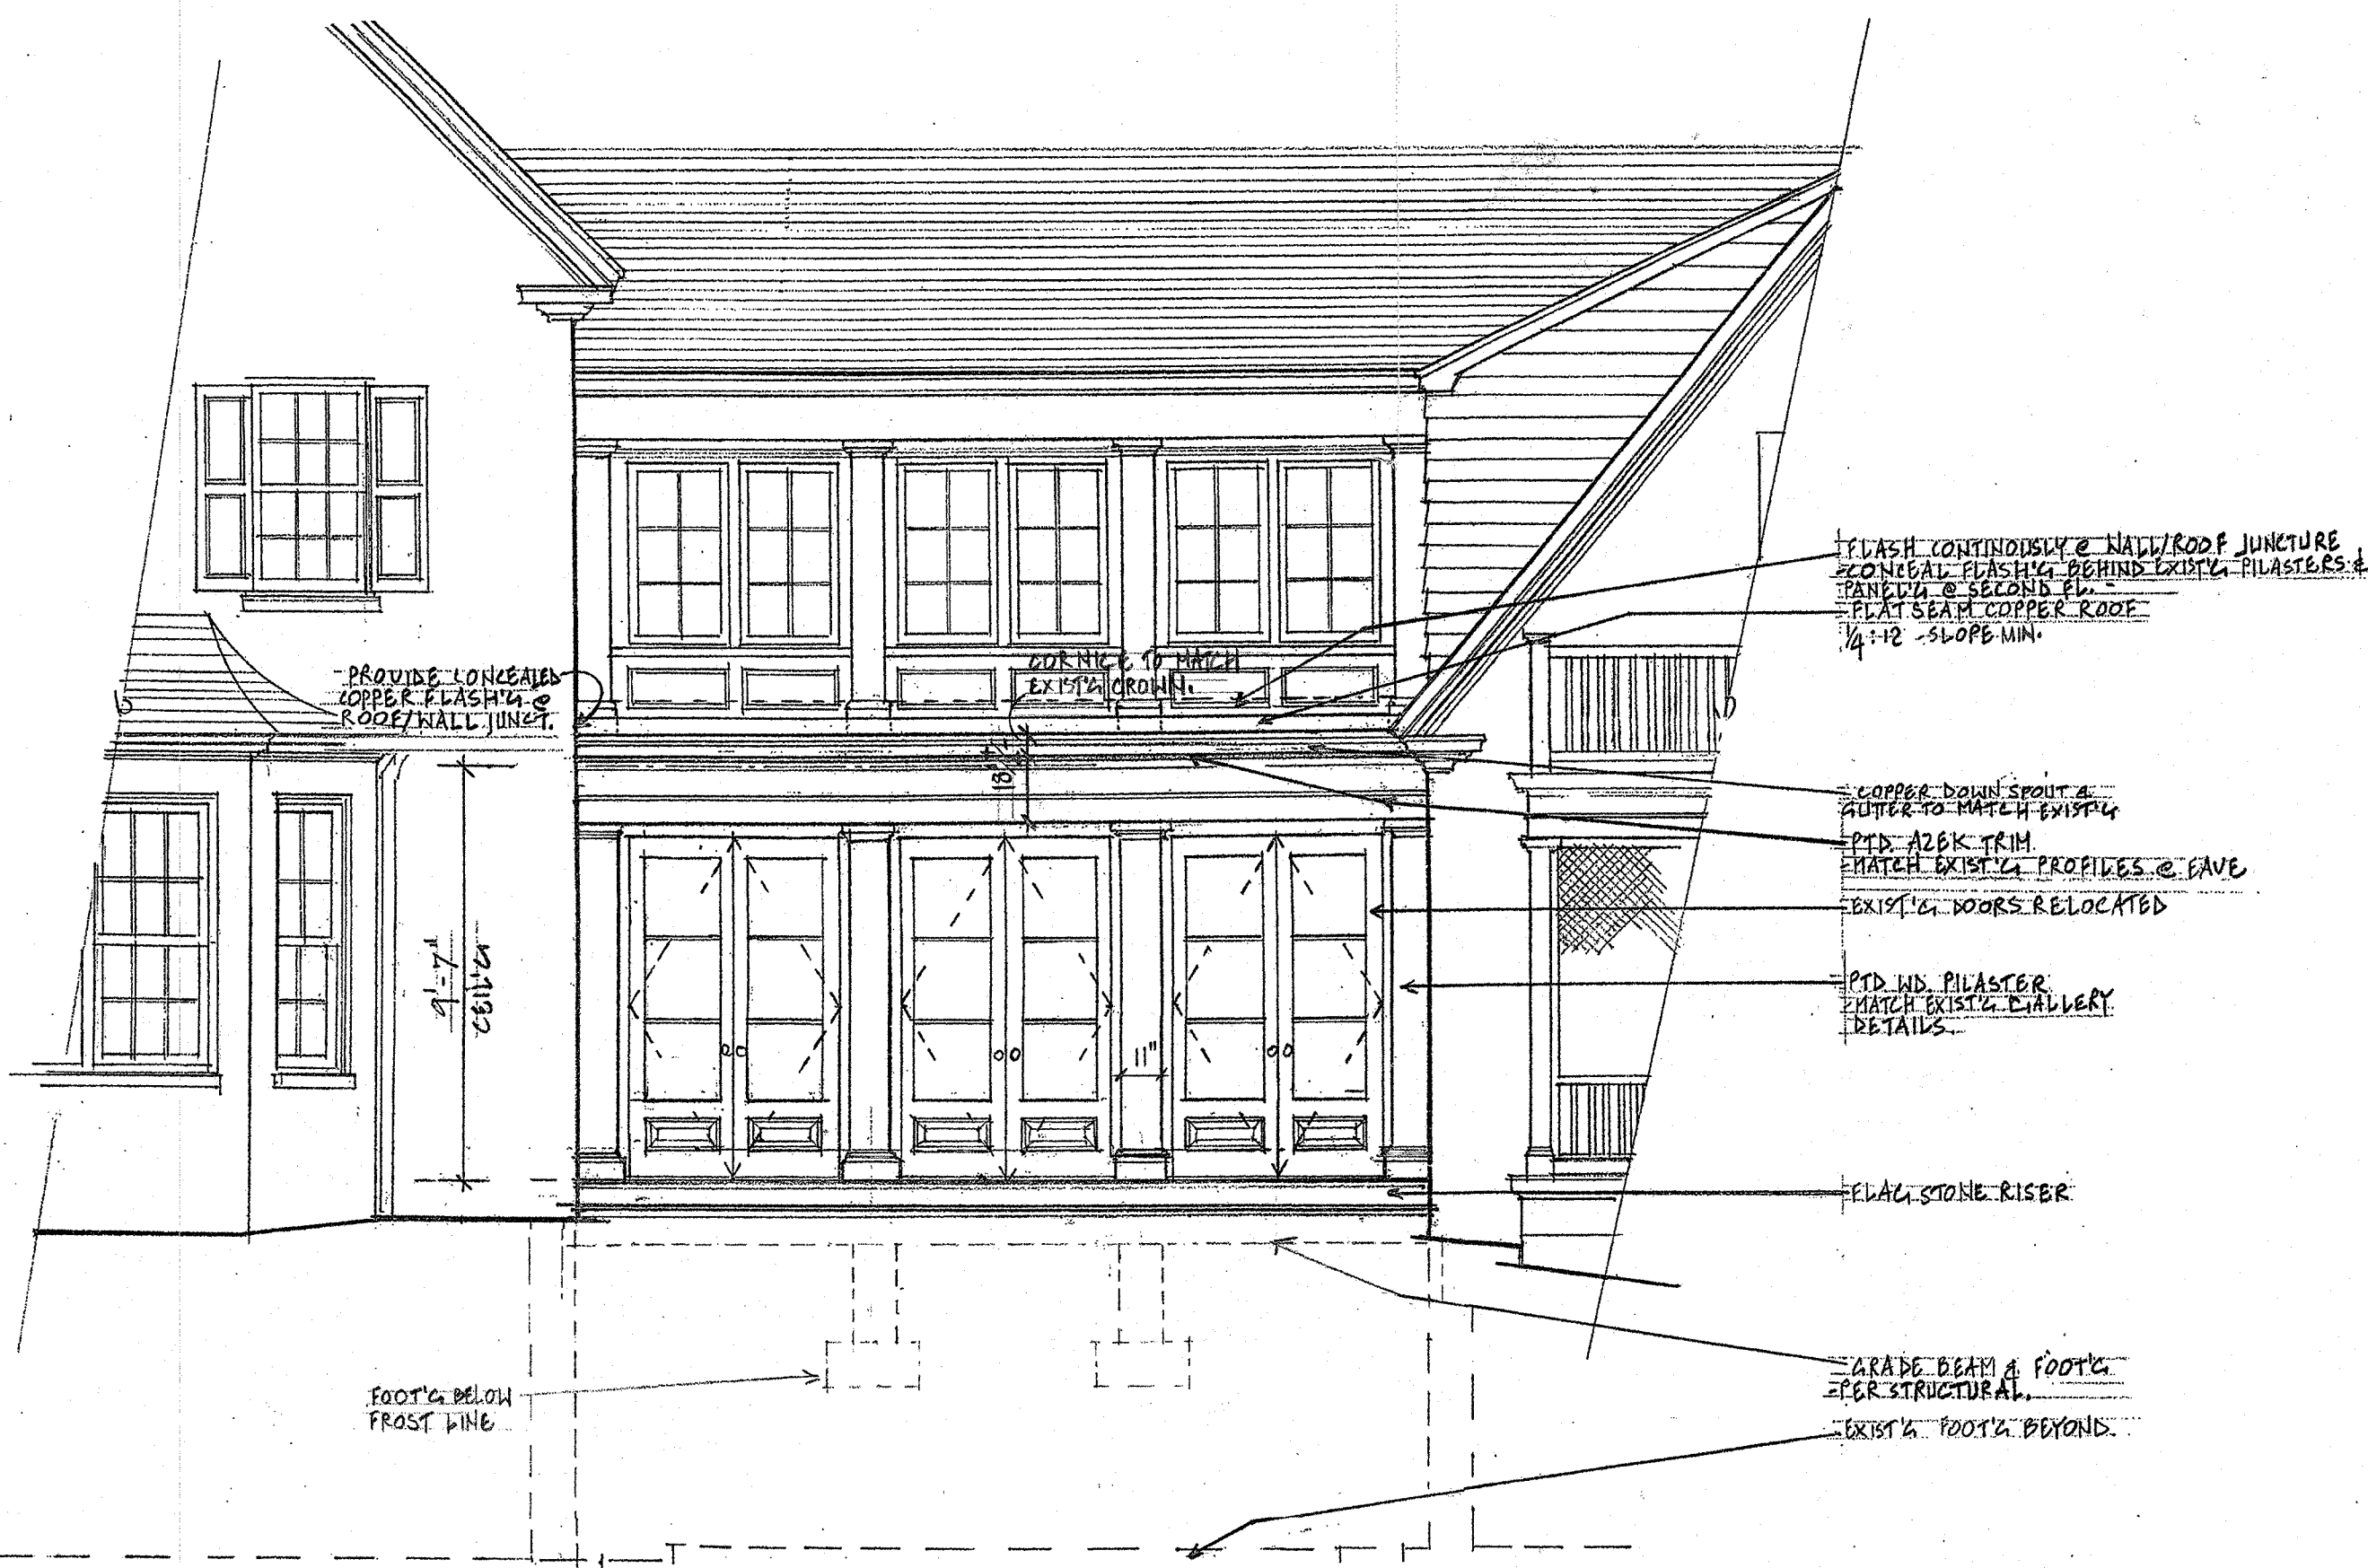 FLASH CONTINOUSLY @ WALL/ROOF JUNCTURE
-CONCEAL FLASH'G BEHIND EXIST'G PILASTERS &
PANEL'G @ SECOND FL.-
FLAT SEAM COPPER ROOF
1/4:12 -SLOPE MIN.
PROVIDE CONCEALED
COPPER FLASH'G @
ROOF/WALL JUNCT.
CORNICE TO MATCH
EXIST'G CROWN.
COPPER DOWN SPOUT &
GUTTER TO MATCH EXIST'G
PTD. AZEK TRIM
-MATCH EXIST'G PROFILES @ EAVE
EXIST'G DOORS RELOCATED
9'-7"
CEIL'G
11"
PTD WD. PILASTER
-MATCH EXIST'G GALLERY
DETAILS.
FLAG STONE RISER
GRADE BEAM & FOOT'G
-PER STRUCTURAL.
FOOT'G BELOW
FROST LINE
EXIST'G FOOT'G BEYOND.